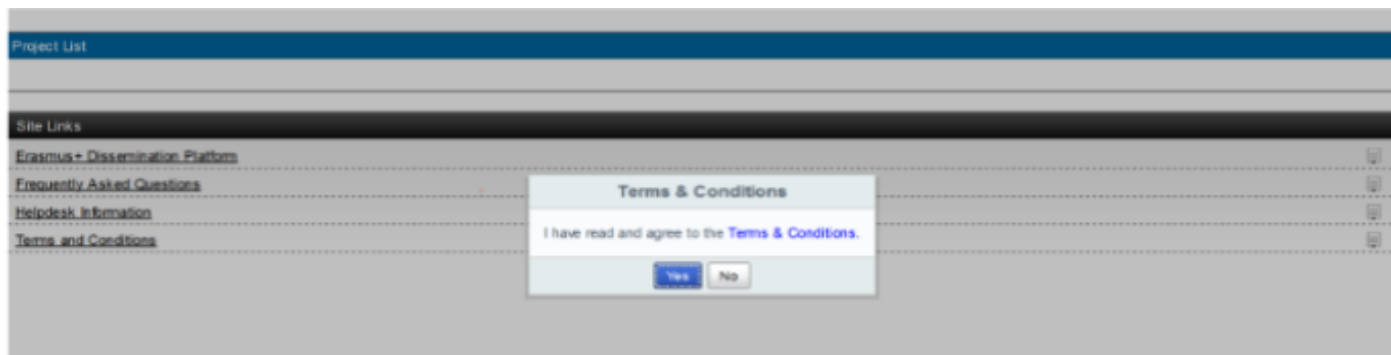 Project List
Site Links
Erasmus+ Dissemination Platform
Frequently Asked Questions
Helpdesk Information
Terms and Conditions
Terms & Conditions
I have read and agree to the Terms & Conditions.
Yes No